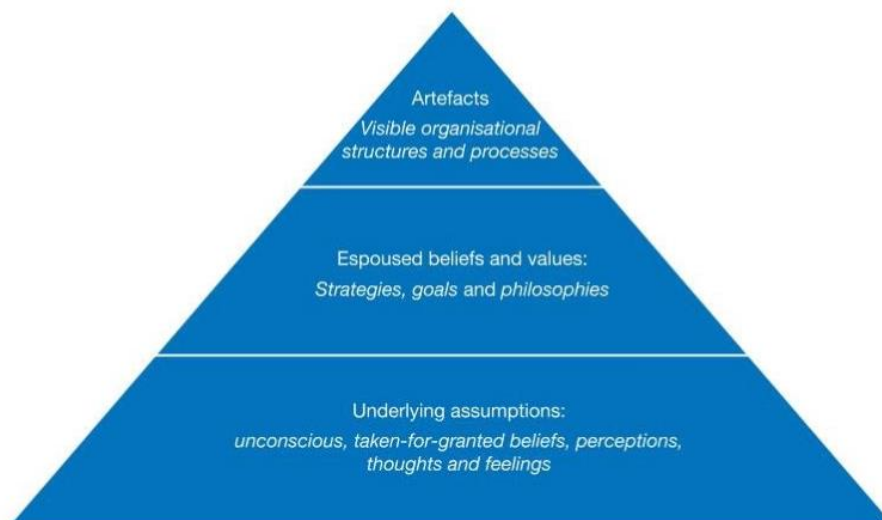 Artefacts
Visible organisational
structures and processes
Espoused beliefs and values:
Strategies, goals and philosophies
Underlying assumptions:
unconscious, taken-for-granted beliefs, perceptions,
thoughts and feelings